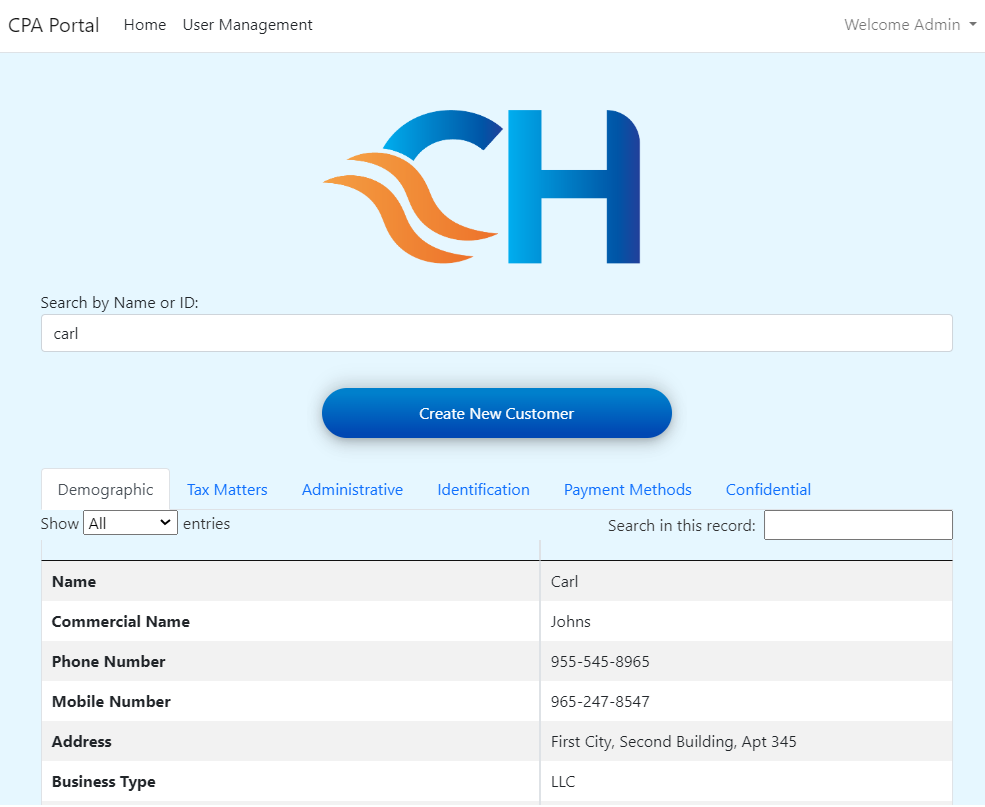 CPA Portal Home User Management Welcome Admin
CH
Search by Name or ID:
carl
Create New Customer
Demographic Tax Matters Administrative Identification Payment Methods Confidential
Show All entries Search in this record:
Name Carl
Commercial Name Johns
Phone Number 955-545-8965
Mobile Number 965-247-8547
Address First City, Second Building, Apt 345
Business Type LLC